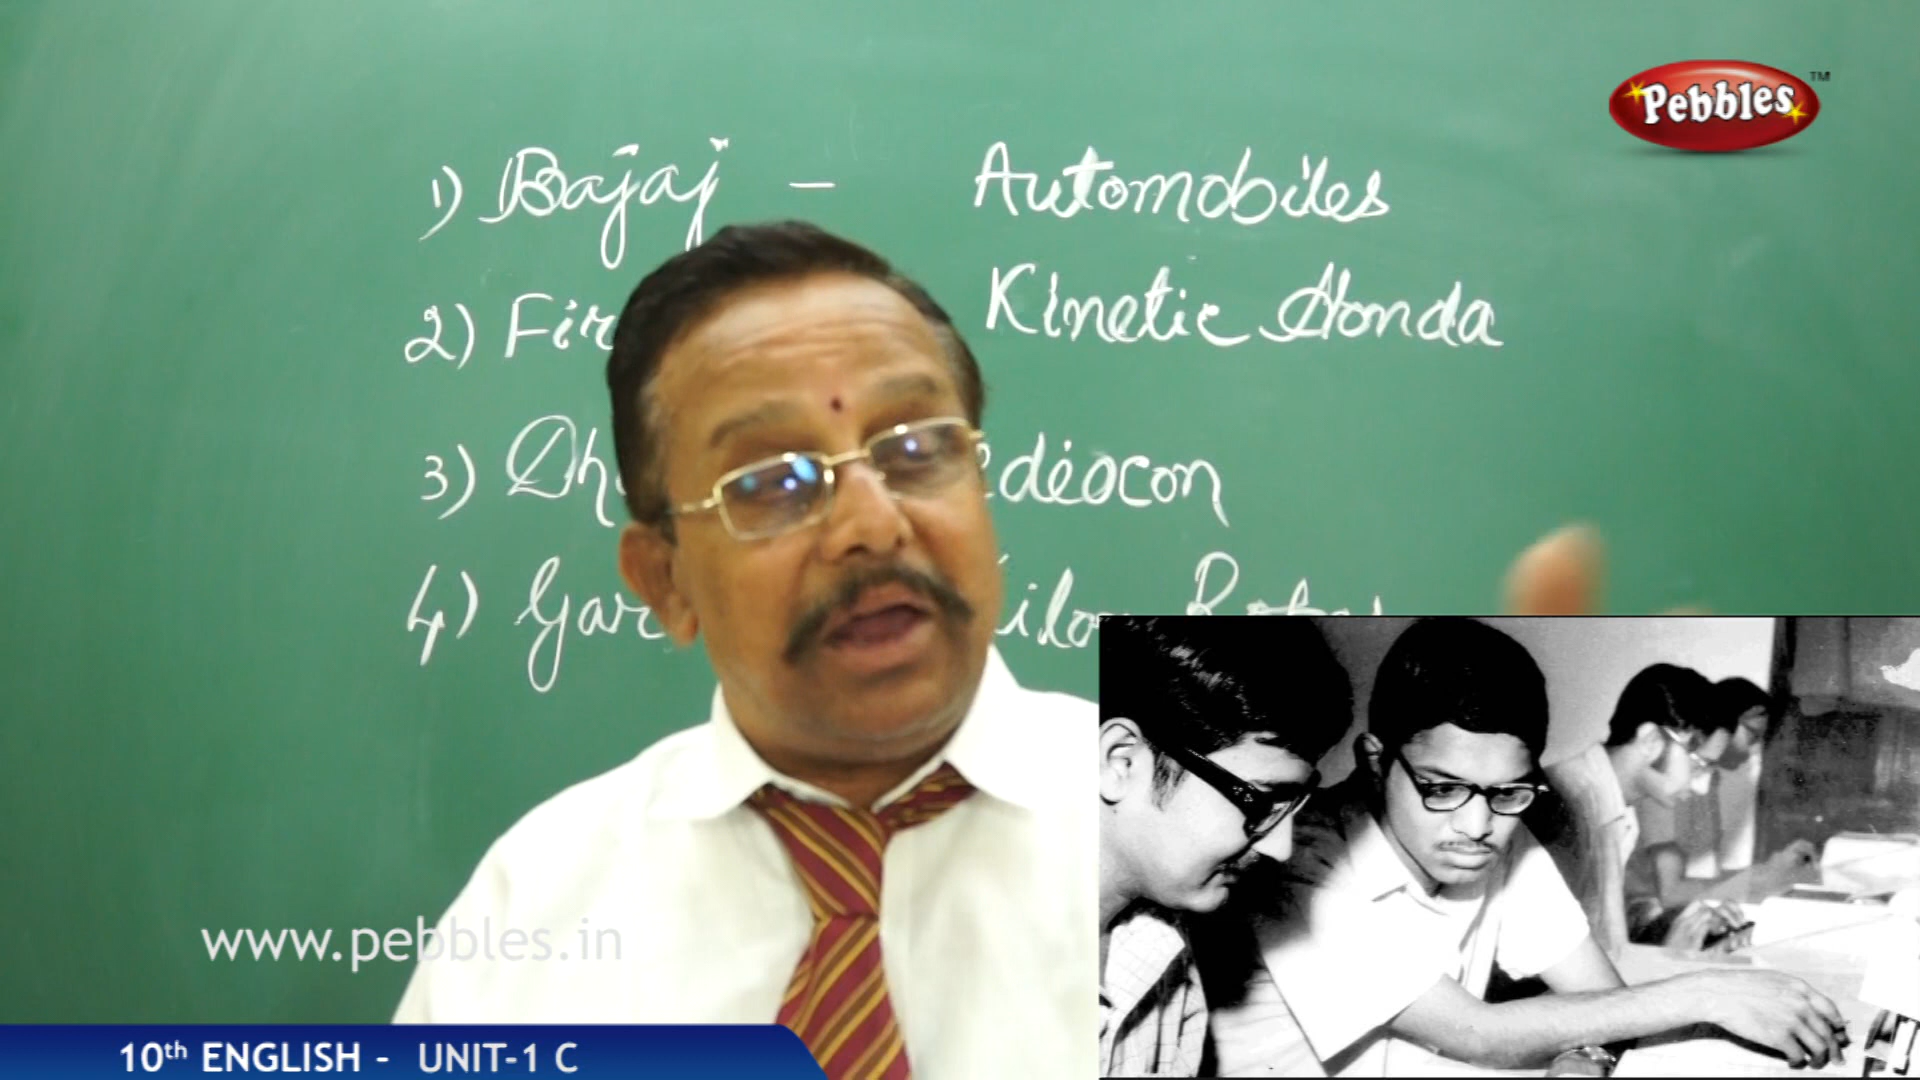 Pebbles TM
1) Bajaj - Automobiles
2) Fir Kinetic Honda
3) Dh deocon
4) Gar
www.pebbles.in
10th ENGLISH - UNIT-1 C